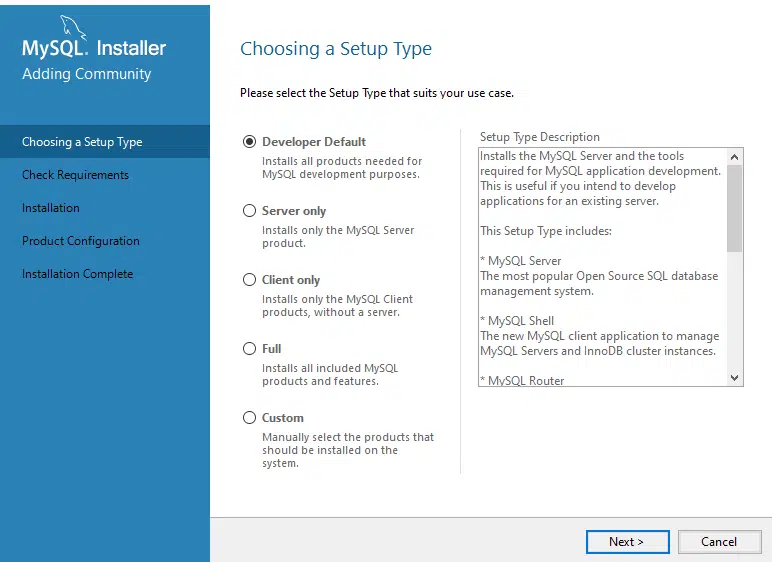 MySQL. Installer
Adding Community
Choosing a Setup Type
Check Requirements
Installation
Product Configuration
Installation Complete
Choosing a Setup Type
Please select the Setup Type that suits your use case.
Developer Default
Installs all products needed for
MySQL development purposes.
Server only
Installs only the MySQL Server
product.
Client only
Installs only the MySQL Client
products, without a server.
Full
Installs all included MySQL
products and features.
Custom
Manually select the products that
should be installed on the
system.
Setup Type Description
Installs the MySQL Server and the tools
required for MySQL application development.
This is useful if you intend to develop
applications for an existing server.
This Setup Type includes:
* MySQL Server
The most popular Open Source SQL database
management system.
* MySQL Shell
The new MySQL client application to manage
MySQL Servers and InnoDB cluster instances.
* MySQL Router
Next >
Cancel